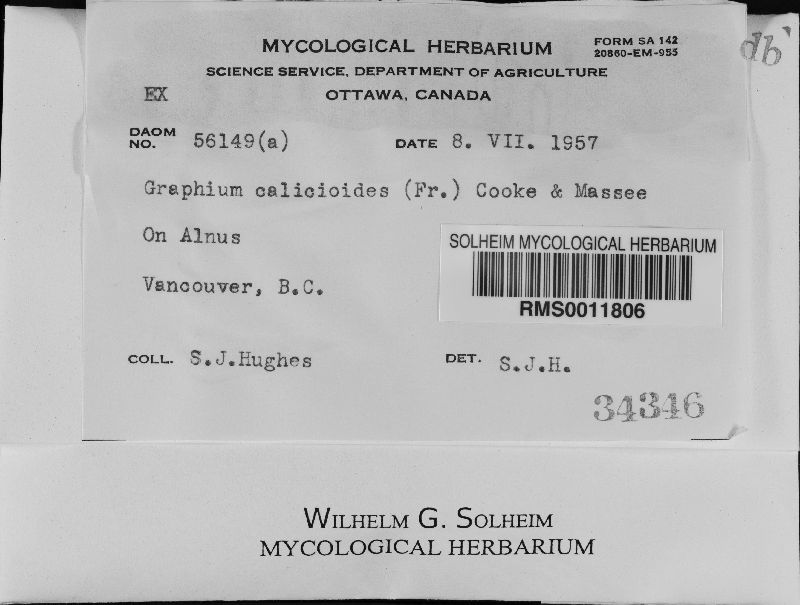 MYCOLOGICAL HERBARIUM
FORM SA 142
20860-EM-955
SCIENCE SERVICE, DEPARTMENT OF AGRICULTURE
EX OTTAWA, CANADA
db
DAOM NO. 56149(a) DATE 8. VII. 1957
Graphium calicioides (Fr.) Cooke & Massee
On Alnus
Vancouver, B.C.
SOLHEIM MYCOLOGICAL HERBARIUM
RMS0011806
COLL. S.J.Hughes DET. S.J.H.
34346
WILHELM G. SOLHEIM
MYCOLOGICAL HERBARIUM